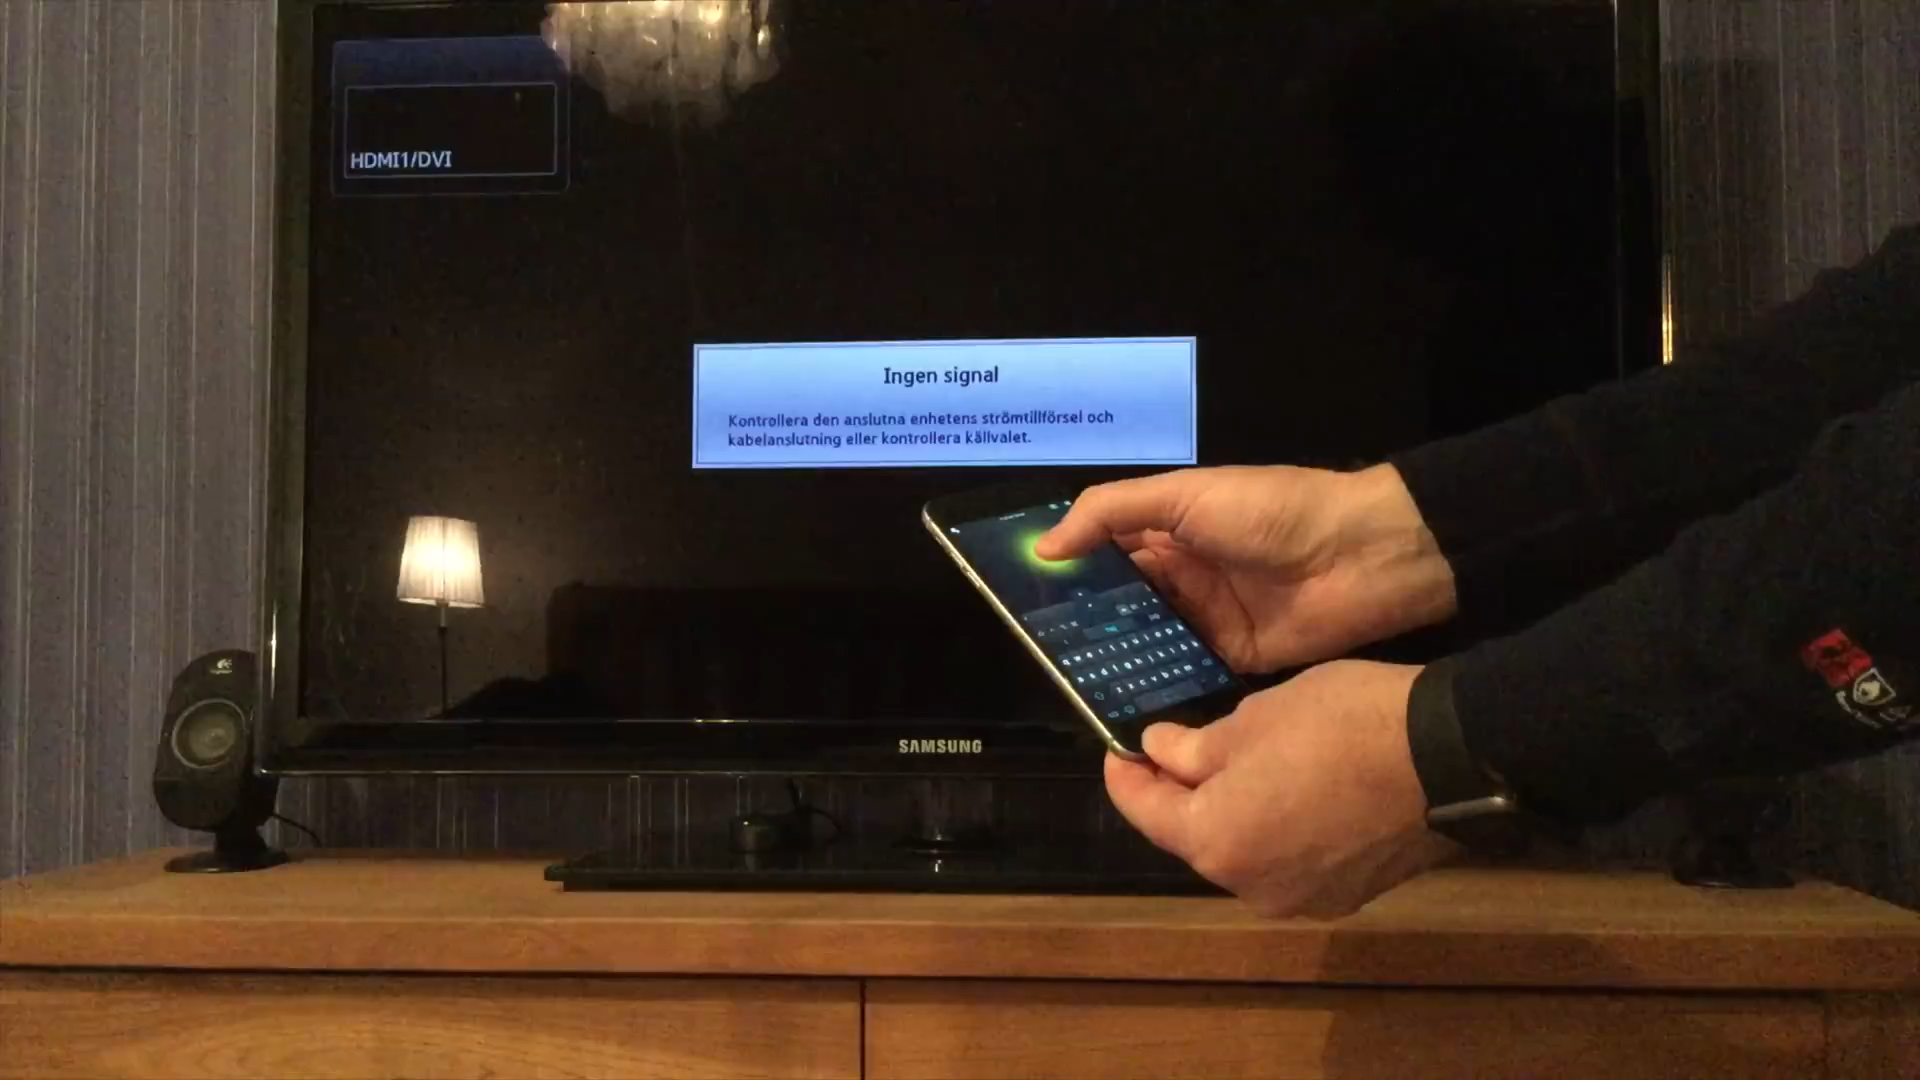 HDMI1/DVI
Ingen signal
Kontrollera den anslutna enhetens strömtillförsel och
kabelanslutning eller kontrollera källvalet.
SAMSUNG
q w e r t y u i o p å
a s d f g h j k l ö ä
z x c v b n m